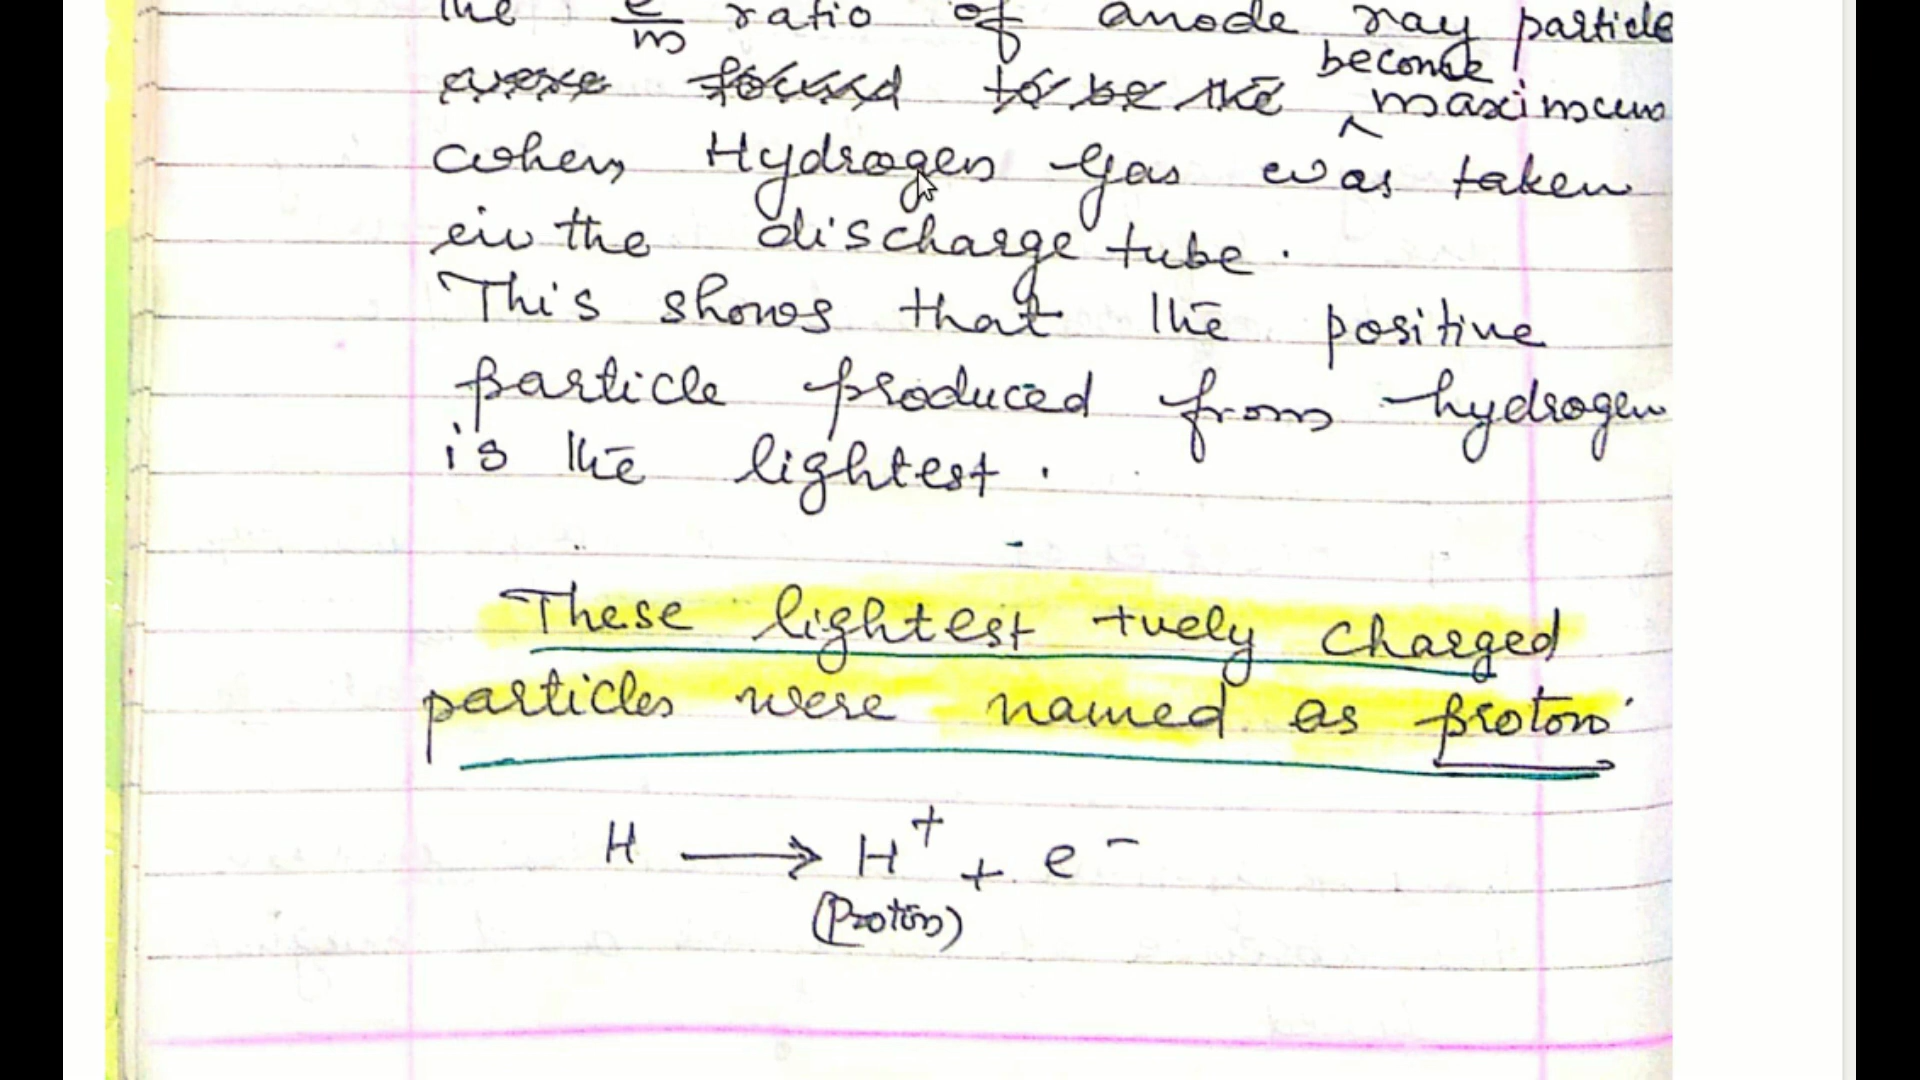 The e/m ratio of anode ray particle
were found to be the become maximum
when Hydrogen Gas was taken
in the discharge tube.
This shows that the positive
particle produced from hydrogen
is the lightest.
These lightest +vely charged
particles were named as proton.
H → H⁺ + e⁻
(Proton)